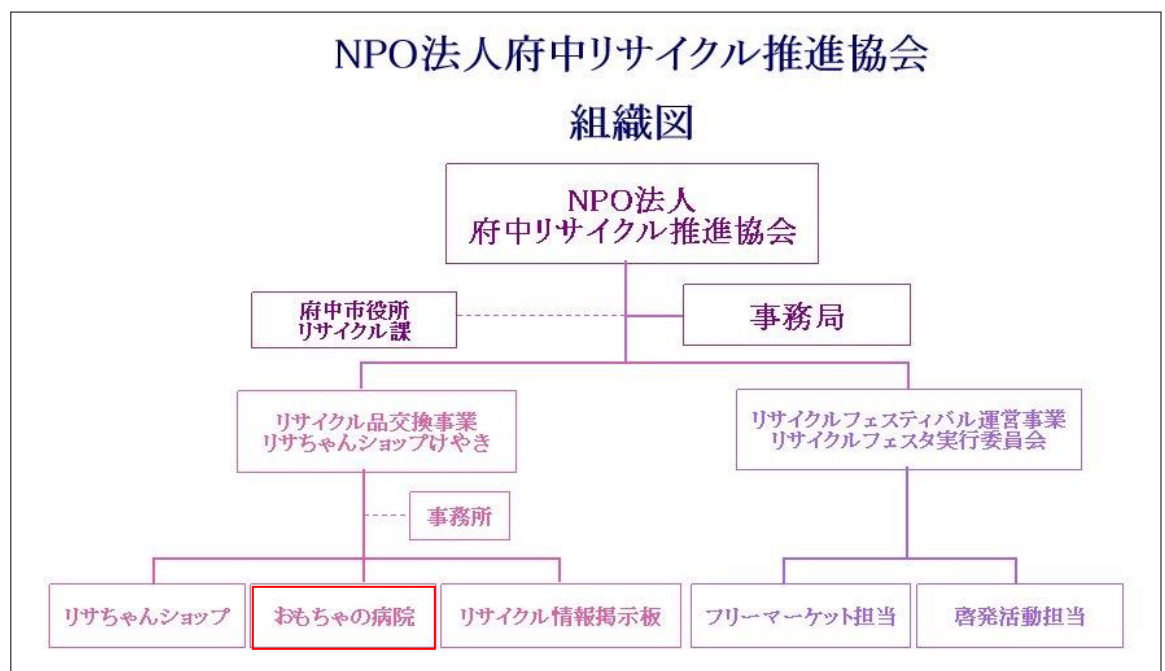 NPO法人府中リサイクル推進協会
組織図
NPO法人
府中リサイクル推進協会
府中市役所
リサイクル課
事務局
リサイクル品交換事業
リサちゃんショップけやき
リサイクルフェスティバル運営事業
リサイクルフェスタ実行委員会
事務所
リサちゃんショップ
おもちゃの病院
リサイクル情報掲示板
フリーマーケット担当
啓発活動担当